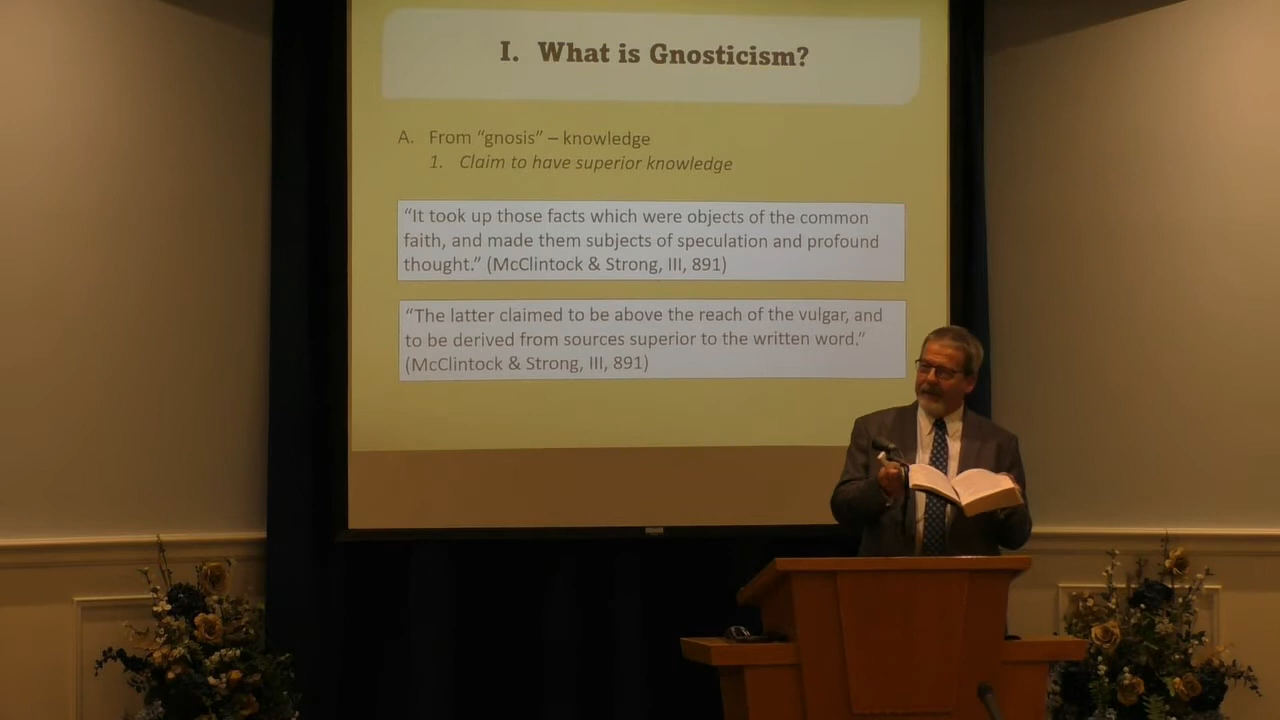 I. What is Gnosticism?
A. From “gnosis” – knowledge
1. Claim to have superior knowledge
“It took up those facts which were objects of the common
faith, and made them subjects of speculation and profound
thought.” (McClintock & Strong, III, 891)
“The latter claimed to be above the reach of the vulgar, and
to be derived from sources superior to the written word.”
(McClintock & Strong, III, 891)